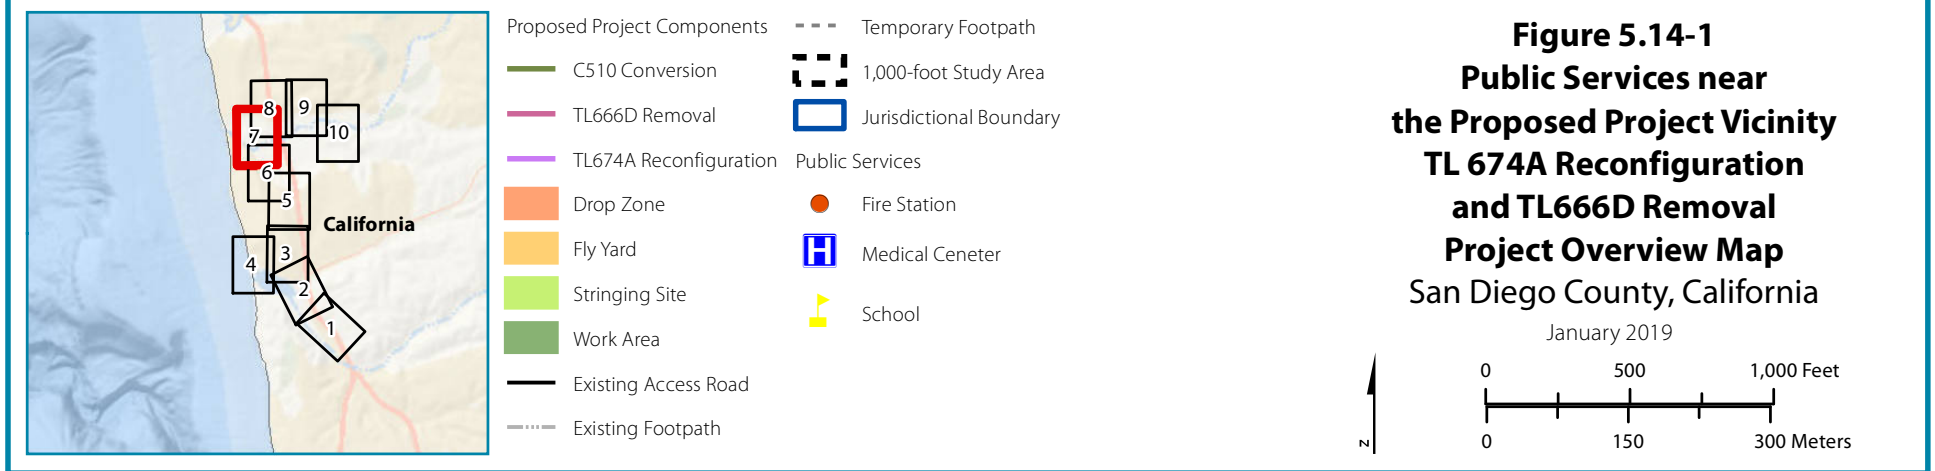 8
9
10
7
6
5
California
3
4
2
1
Proposed Project Components
C510 Conversion
TL666D Removal
TL674A Reconfiguration
Drop Zone
Fly Yard
Stringing Site
Work Area
Existing Access Road
Existing Footpath
Temporary Footpath
1,000-foot Study Area
Jurisdictional Boundary
Public Services
Fire Station
H
Medical Ceneter
School
Figure 5.14-1
Public Services near
the Proposed Project Vicinity
TL 674A Reconfiguration
and TL666D Removal
Project Overview Map
San Diego County, California
January 2019
0 500 1,000 Feet
0 150 300 Meters
Z